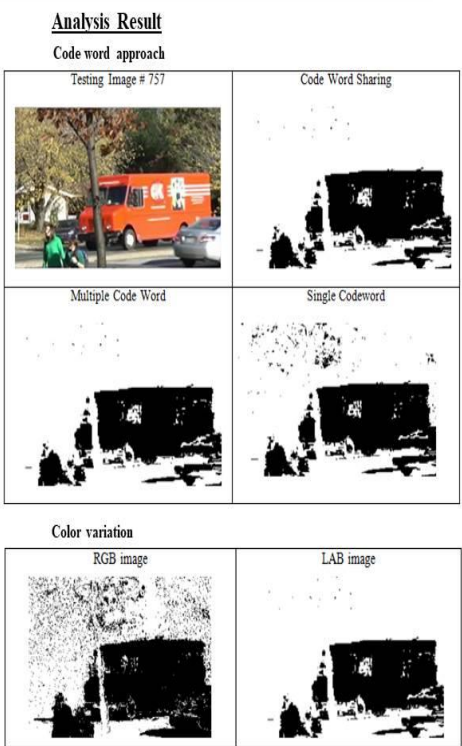 Analysis Result
Code word approach
Testing Image # 757
Code Word Sharing
Multiple Code Word
Single Codeword
Color variation
RGB image
LAB image